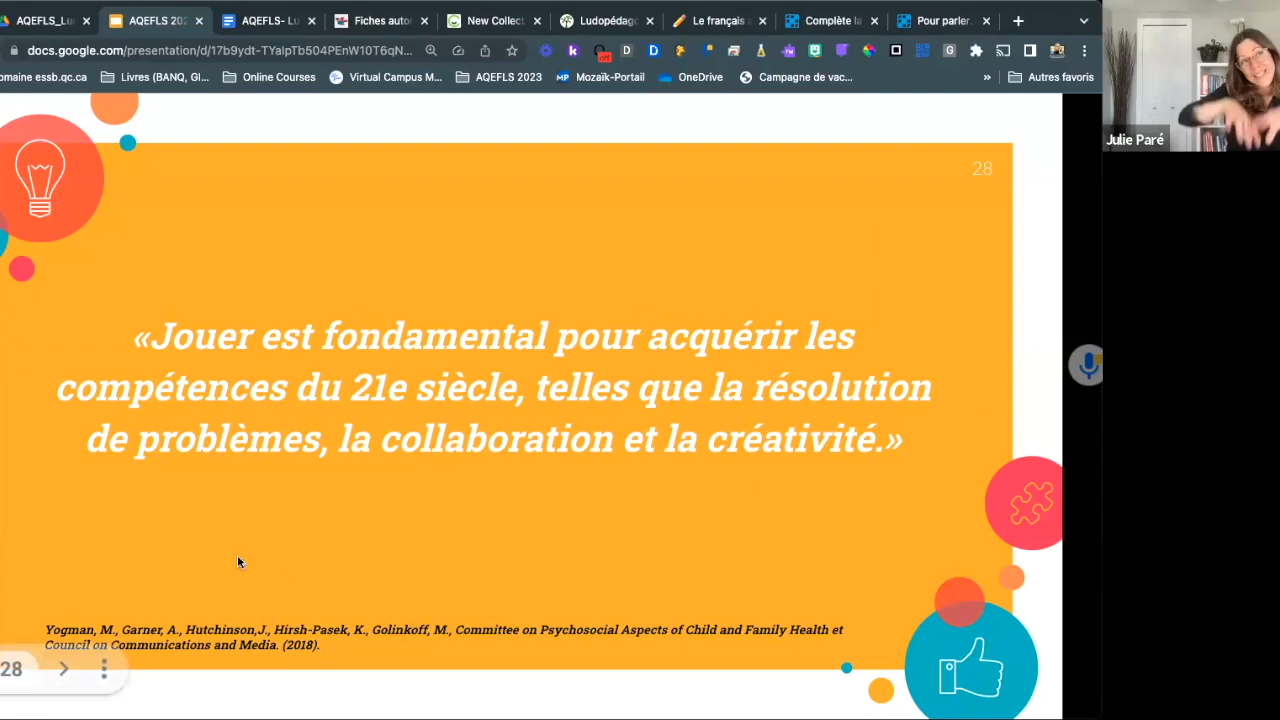 AQEFLS_Lu
AQEFLS 202
AQEFLS- Lu
Fiches auto
New Collect
Ludopédago
Le français a
Complète la
Pour parler
docs.google.com/presentation/d/17b9ydt-TYaIpTb504PEnW10T6qN...
off
omaine essb.qc.ca
Livres (BANQ, Gl...
Online Courses
Virtual Campus M...
AQEFLS 2023
MP Mozaïk-Portail
OneDrive
Campagne de vac...
»
Autres favoris
Julie Paré
28
«Jouer est fondamental pour acquérir les
compétences du 21e siècle, telles que la résolution
de problèmes, la collaboration et la créativité.»
Yogman, M., Garner, A., Hutchinson,J., Hirsh-Pasek, K., Golinkoff, M., Committee on Psychosocial Aspects of Child and Family Health et
Council on Communications and Media. (2018).
28